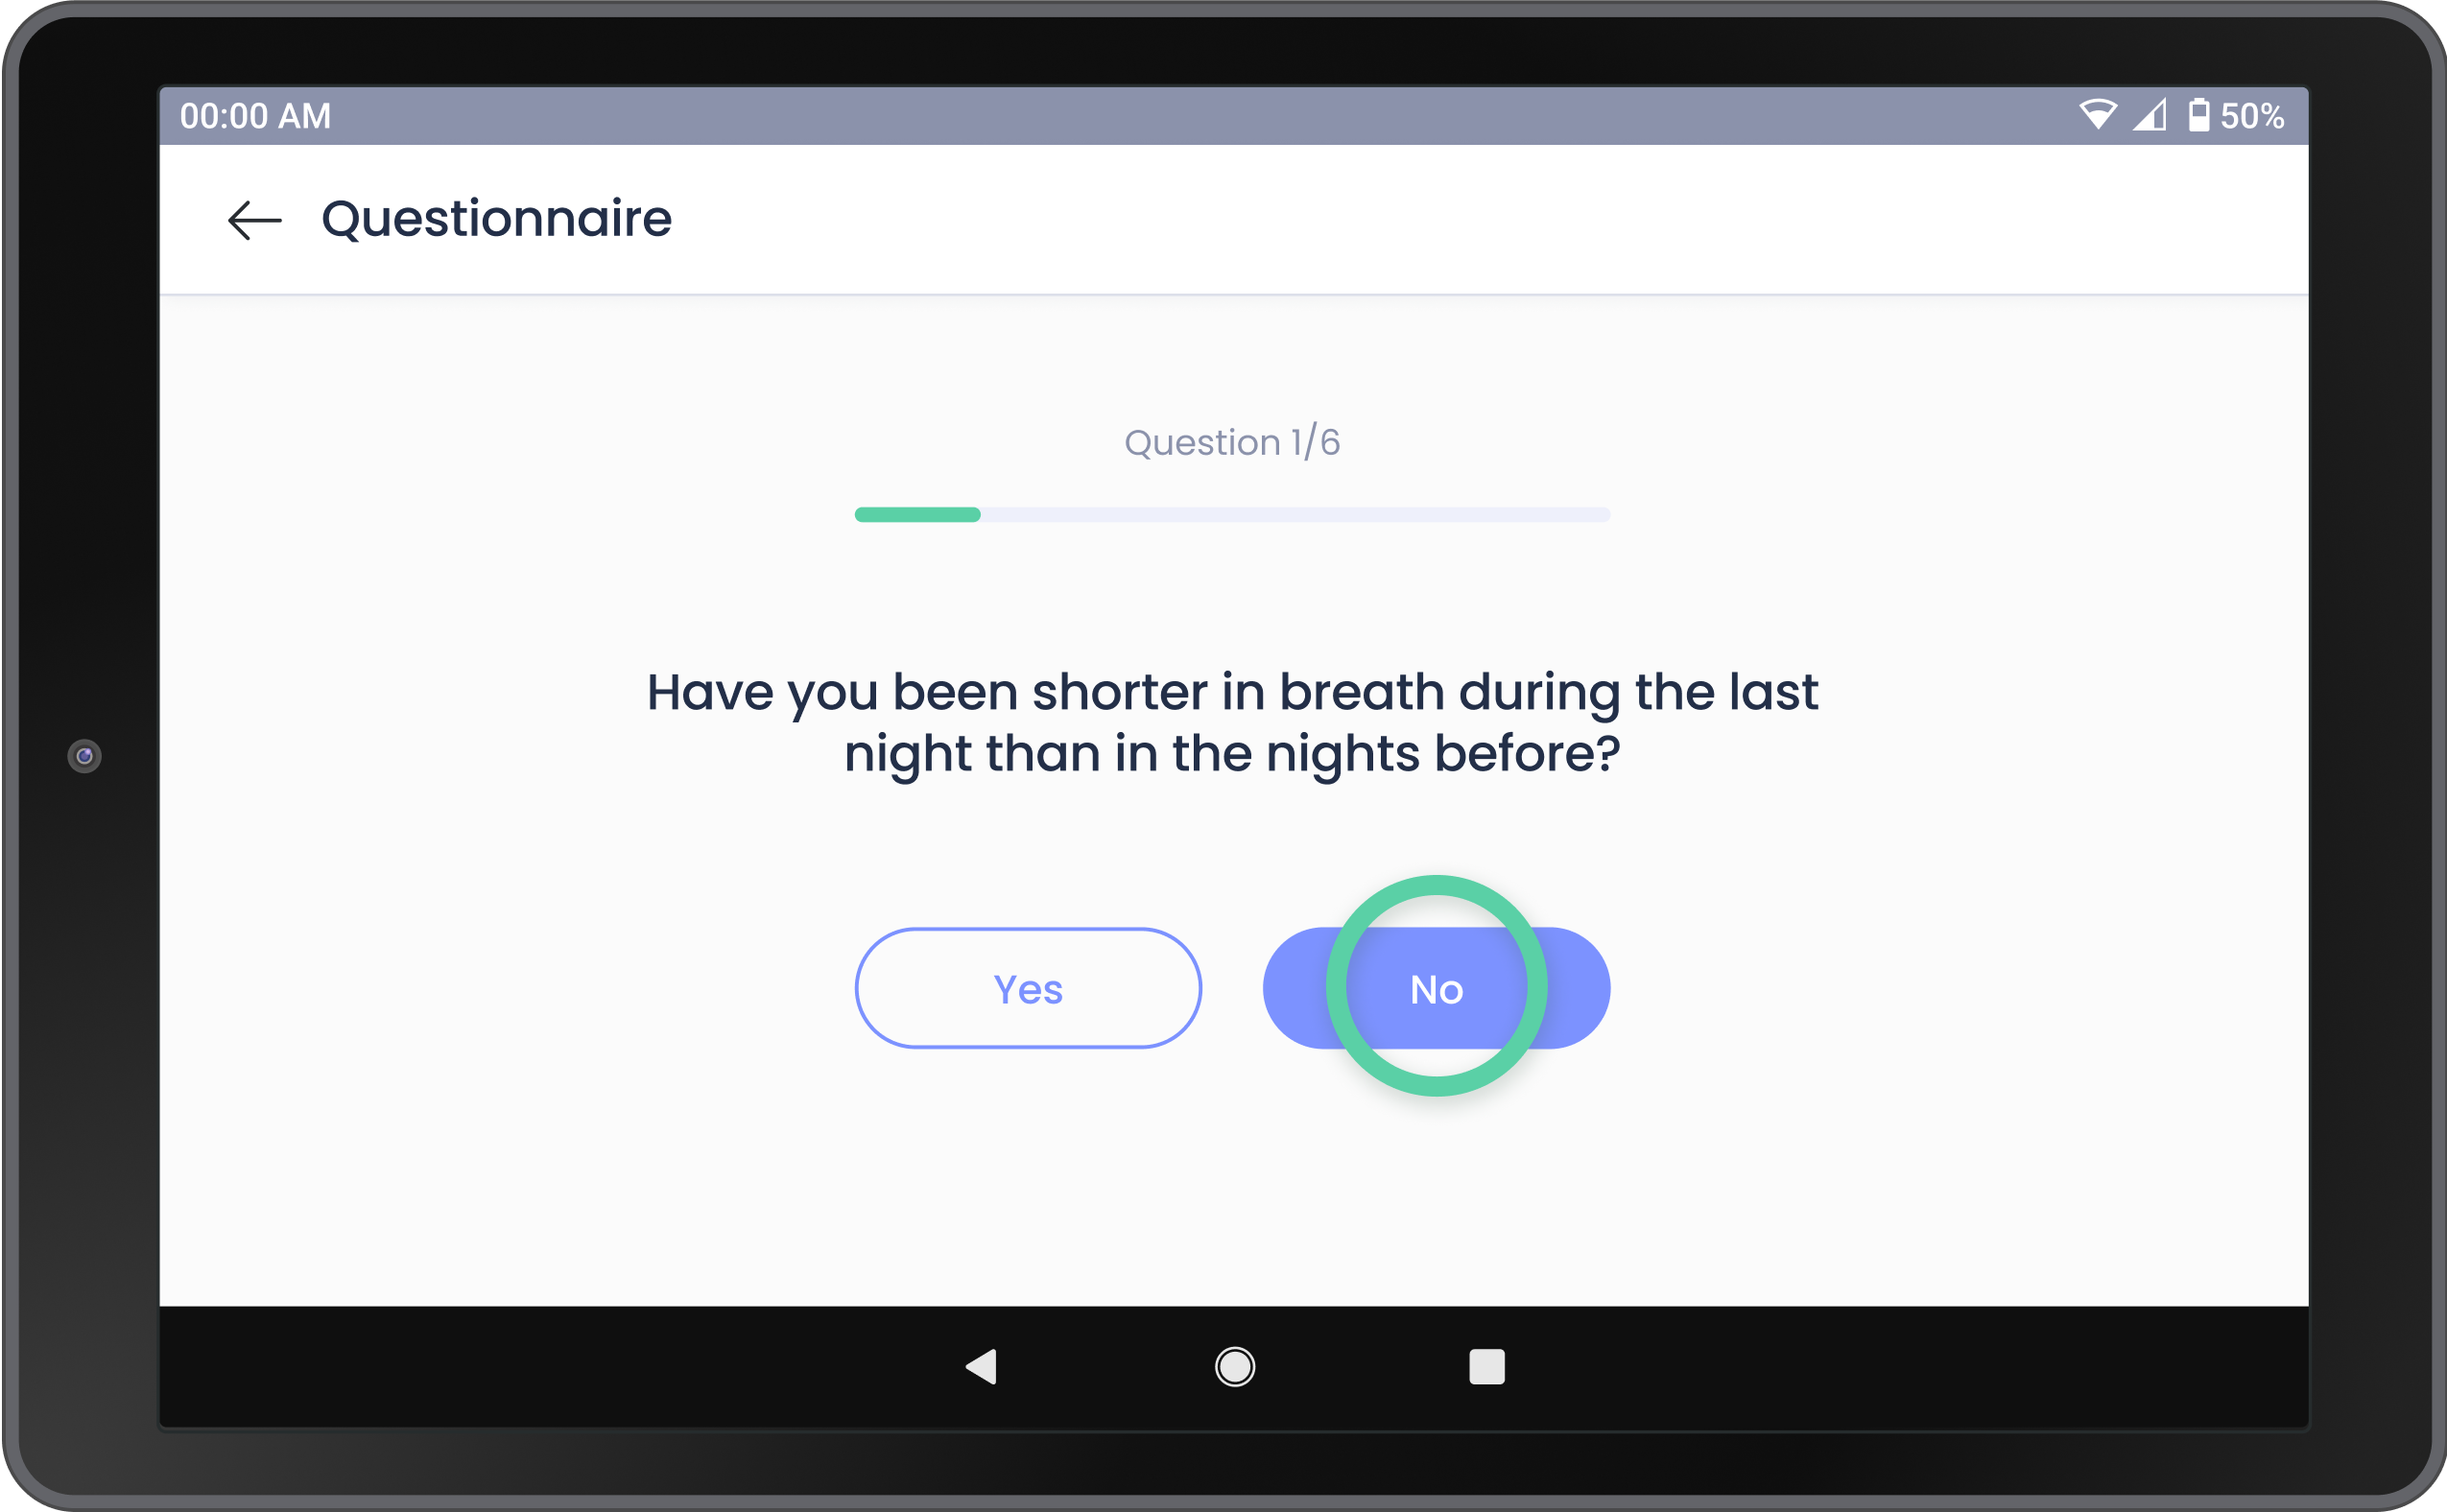 00:00 AM 50%
Questionnaire
Question 1/6
Have you been shorter in breath during the last
night than in the nights before?
Yes No